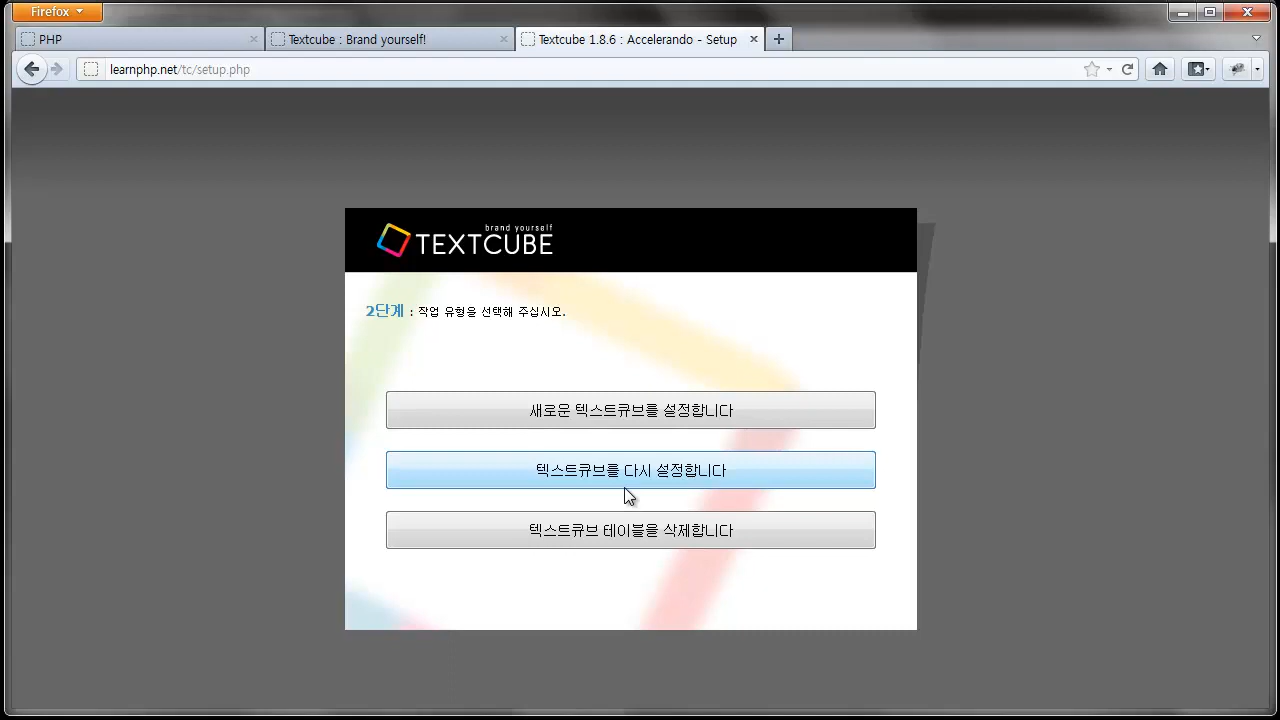 Firefox
PHP
Textcube : Brand yourself!
Textcube 1.8.6 : Accelerando - Setup
learnphp.net/tc/setup.php
brand yourself
TEXTCUBE
2단계 : 작업 유형을 선택해 주십시오.
새로운 텍스트큐브를 설정합니다
텍스트큐브를 다시 설정합니다
텍스트큐브 테이블을 삭제합니다